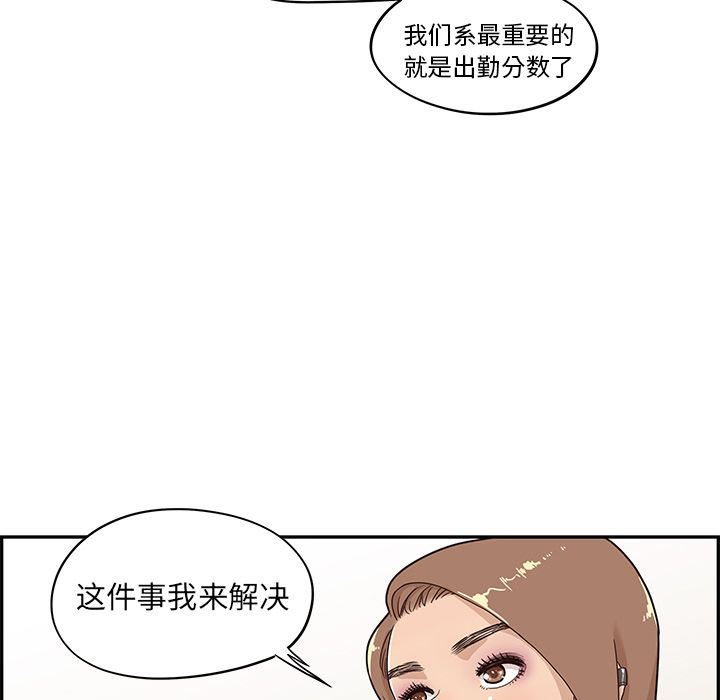 我们系最重要的
就是出勤分数了
这件事我来解决